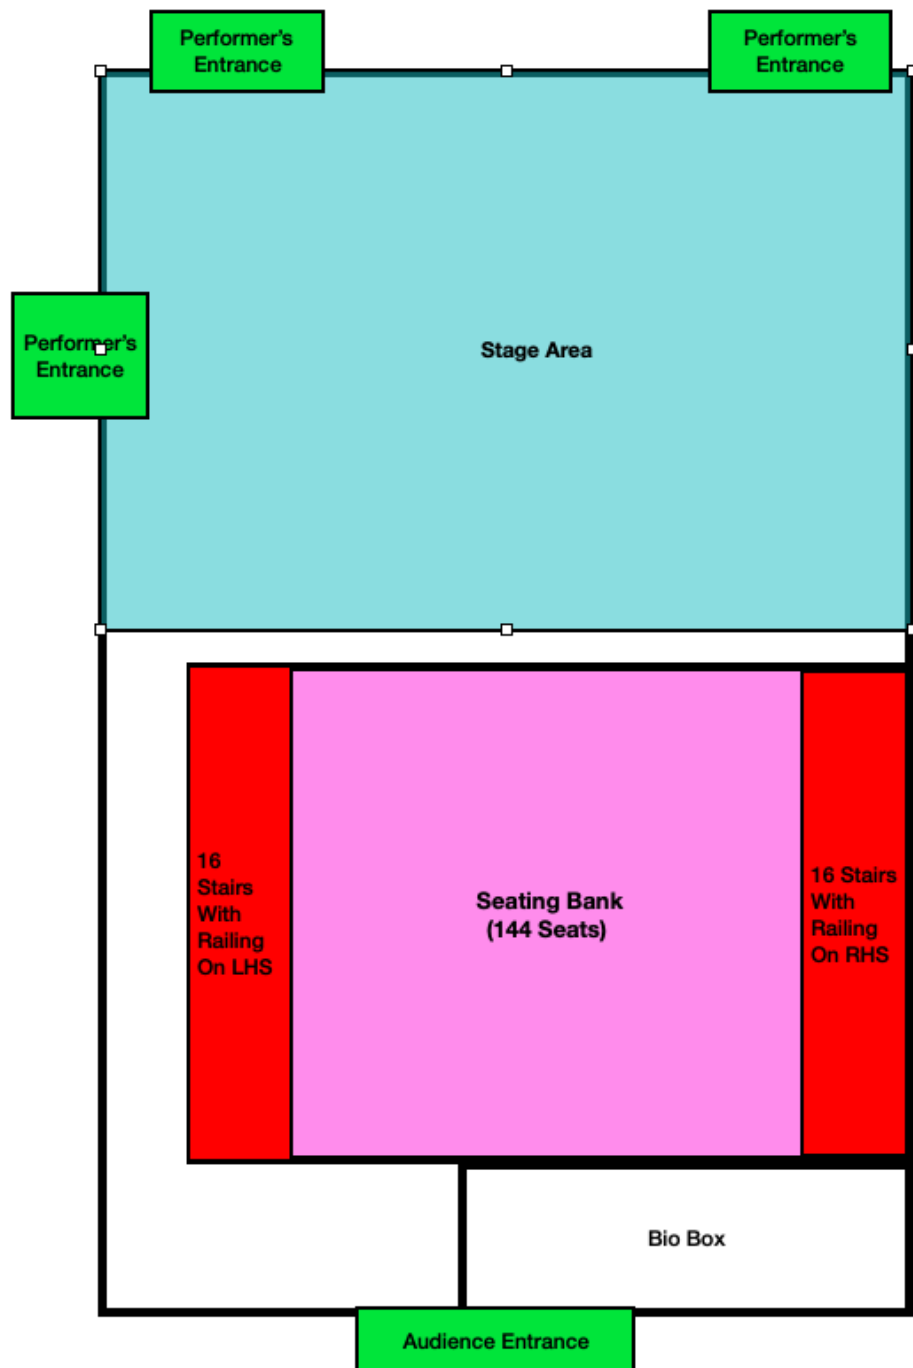 Performer's
Entrance
Performer's
Entrance
Performer's
Entrance
Stage Area
16
Stairs
With
Railing
On LHS
Seating Bank
(144 Seats)
16 Stairs
With
Railing
On RHS
Bio Box
Audience Entrance